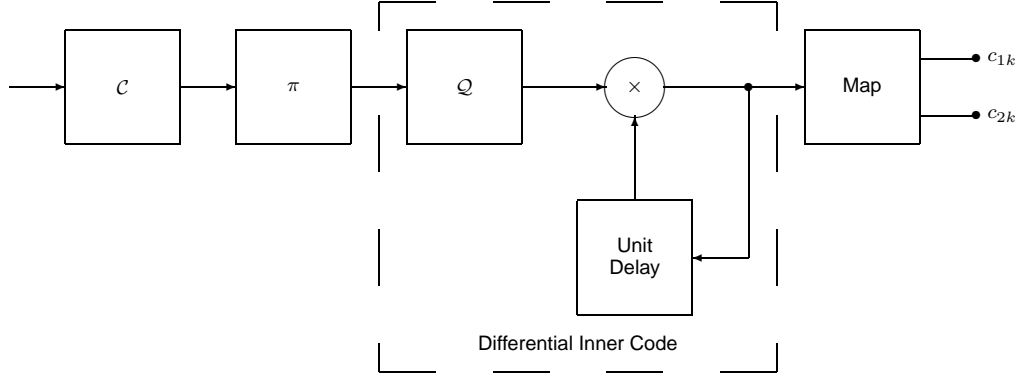 𝒞
π
𝒬
×
Map
c₁ₖ
c₂ₖ
Unit
Delay
Differential Inner Code